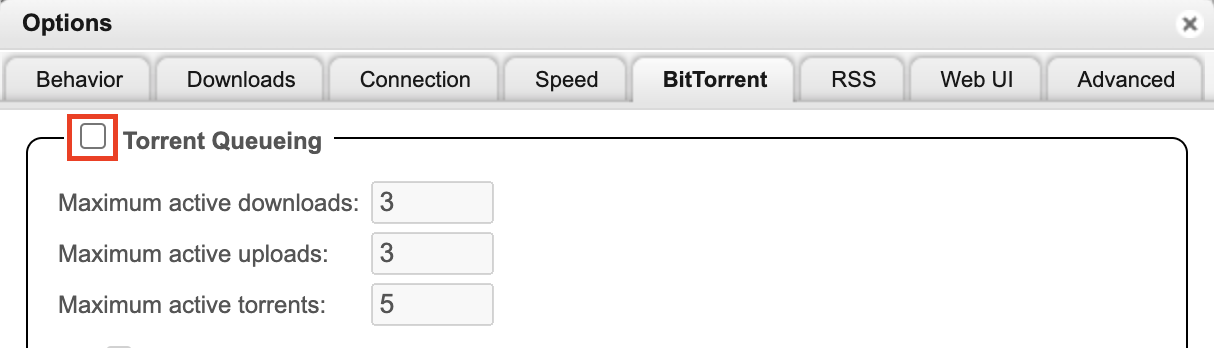 Options
Behavior Downloads Connection Speed BitTorrent RSS Web UI Advanced
Torrent Queueing
Maximum active downloads: 3
Maximum active uploads: 3
Maximum active torrents: 5